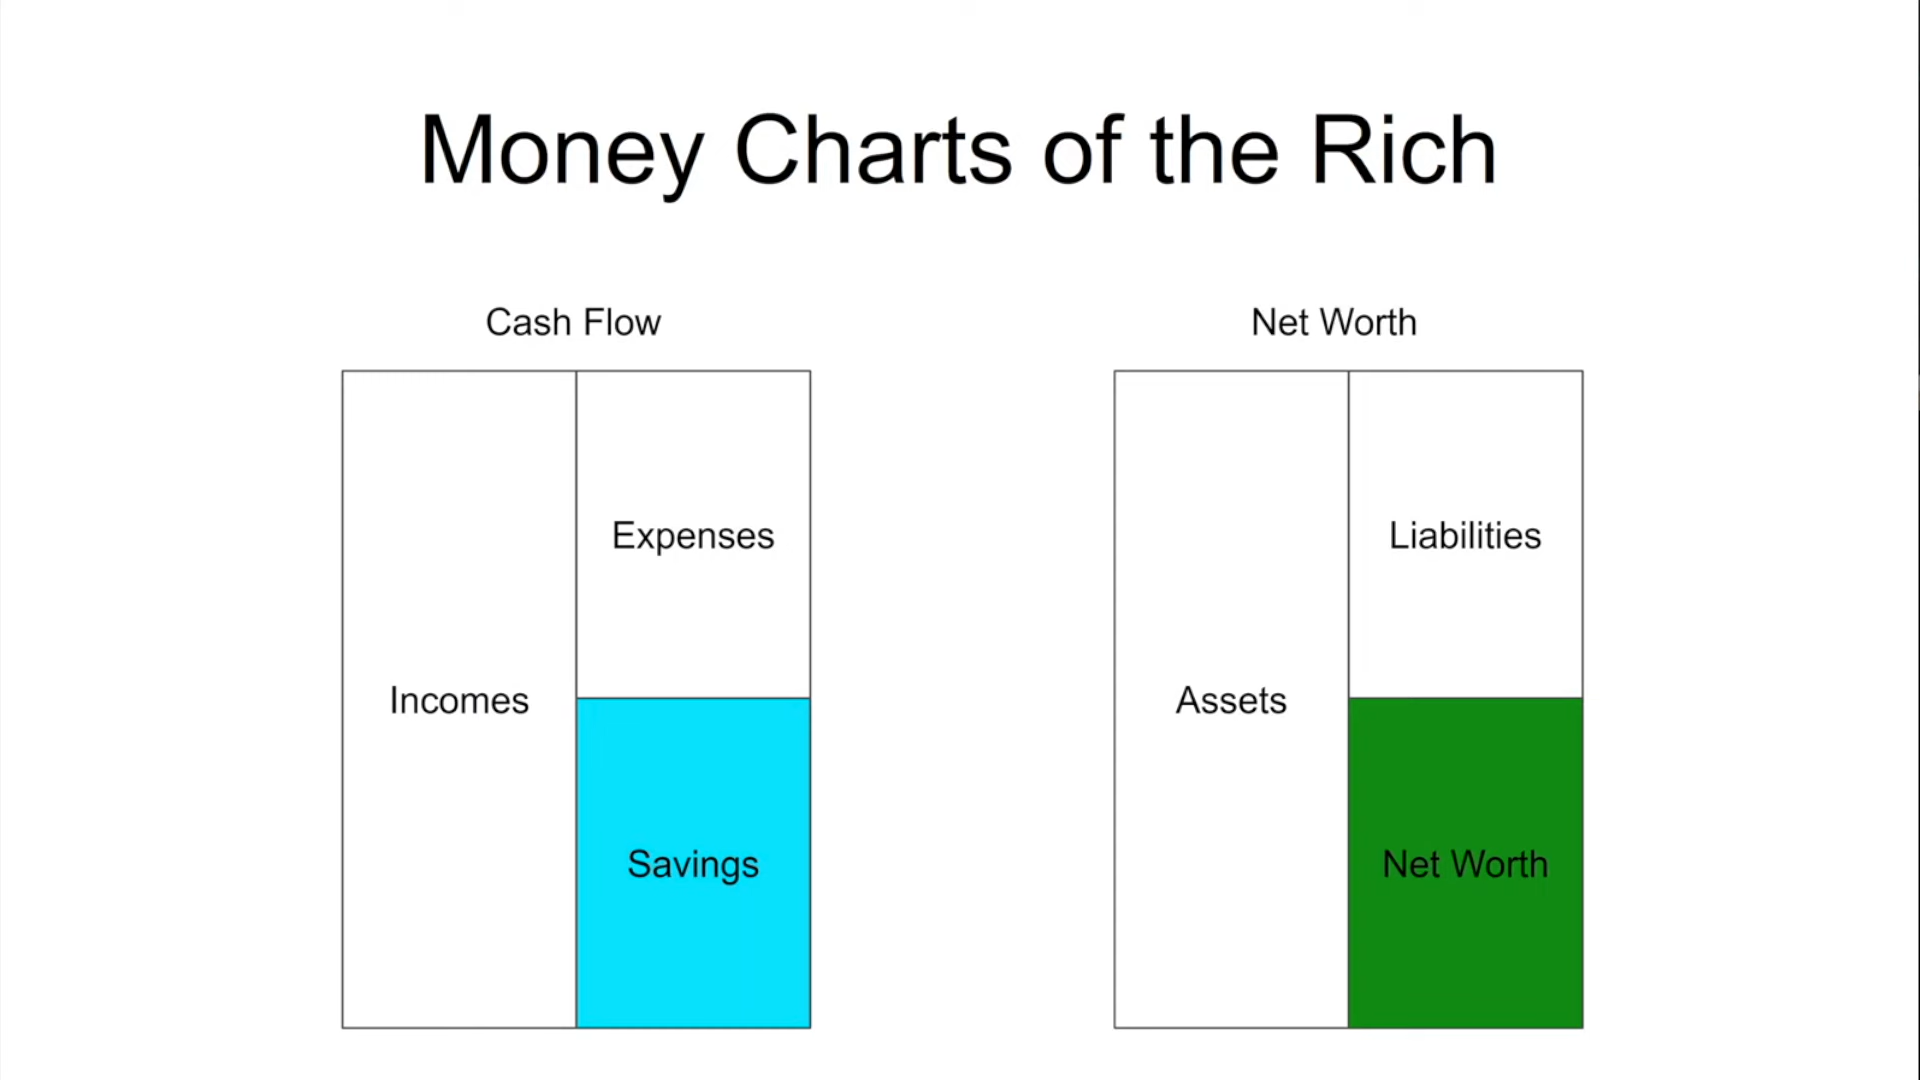 Money Charts of the Rich
Cash Flow
Incomes
Expenses
Savings
Net Worth
Assets
Liabilities
Net Worth